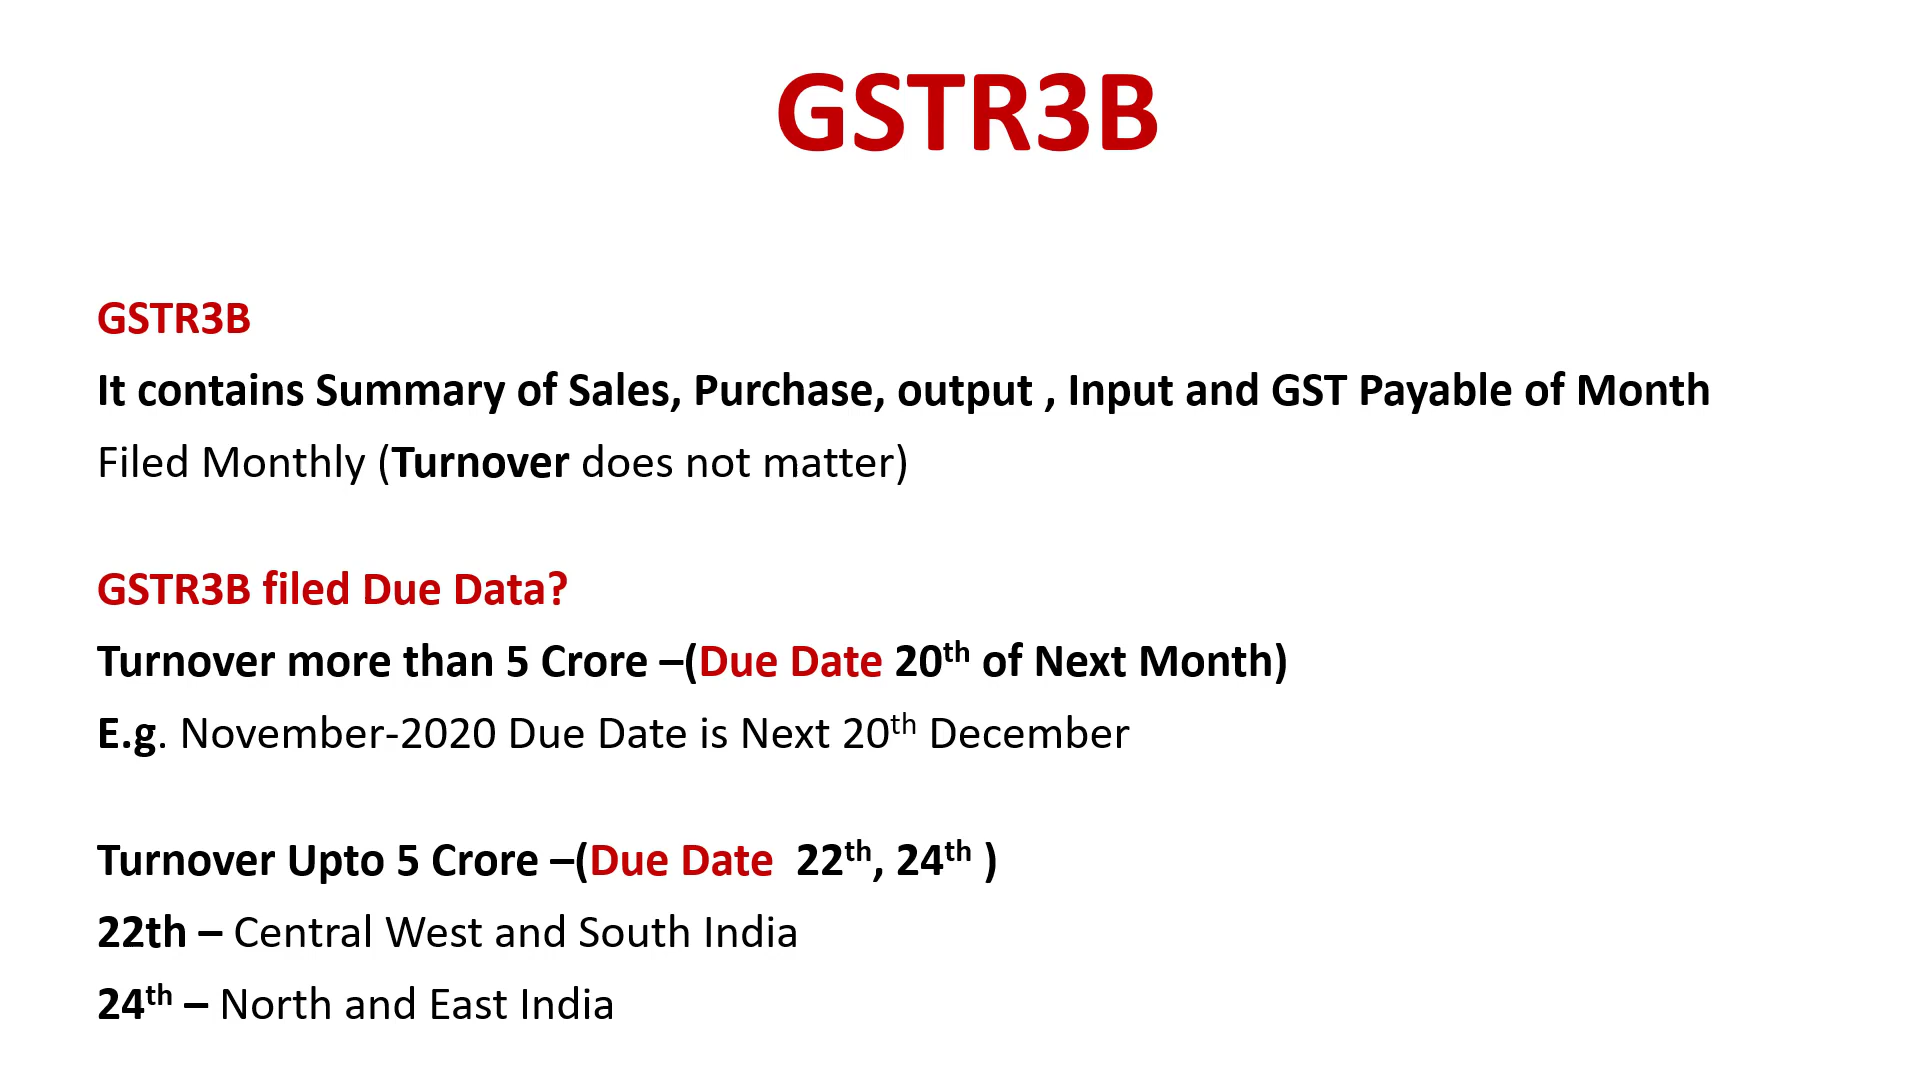 GSTR3B
GSTR3B
It contains Summary of Sales, Purchase, output , Input and GST Payable of Month
Filed Monthly (Turnover does not matter)
GSTR3B filed Due Data?
Turnover more than 5 Crore –(Due Date 20th of Next Month)
E.g. November-2020 Due Date is Next 20th December
Turnover Upto 5 Crore –(Due Date  22th, 24th )
22th – Central West and South India
24th – North and East India